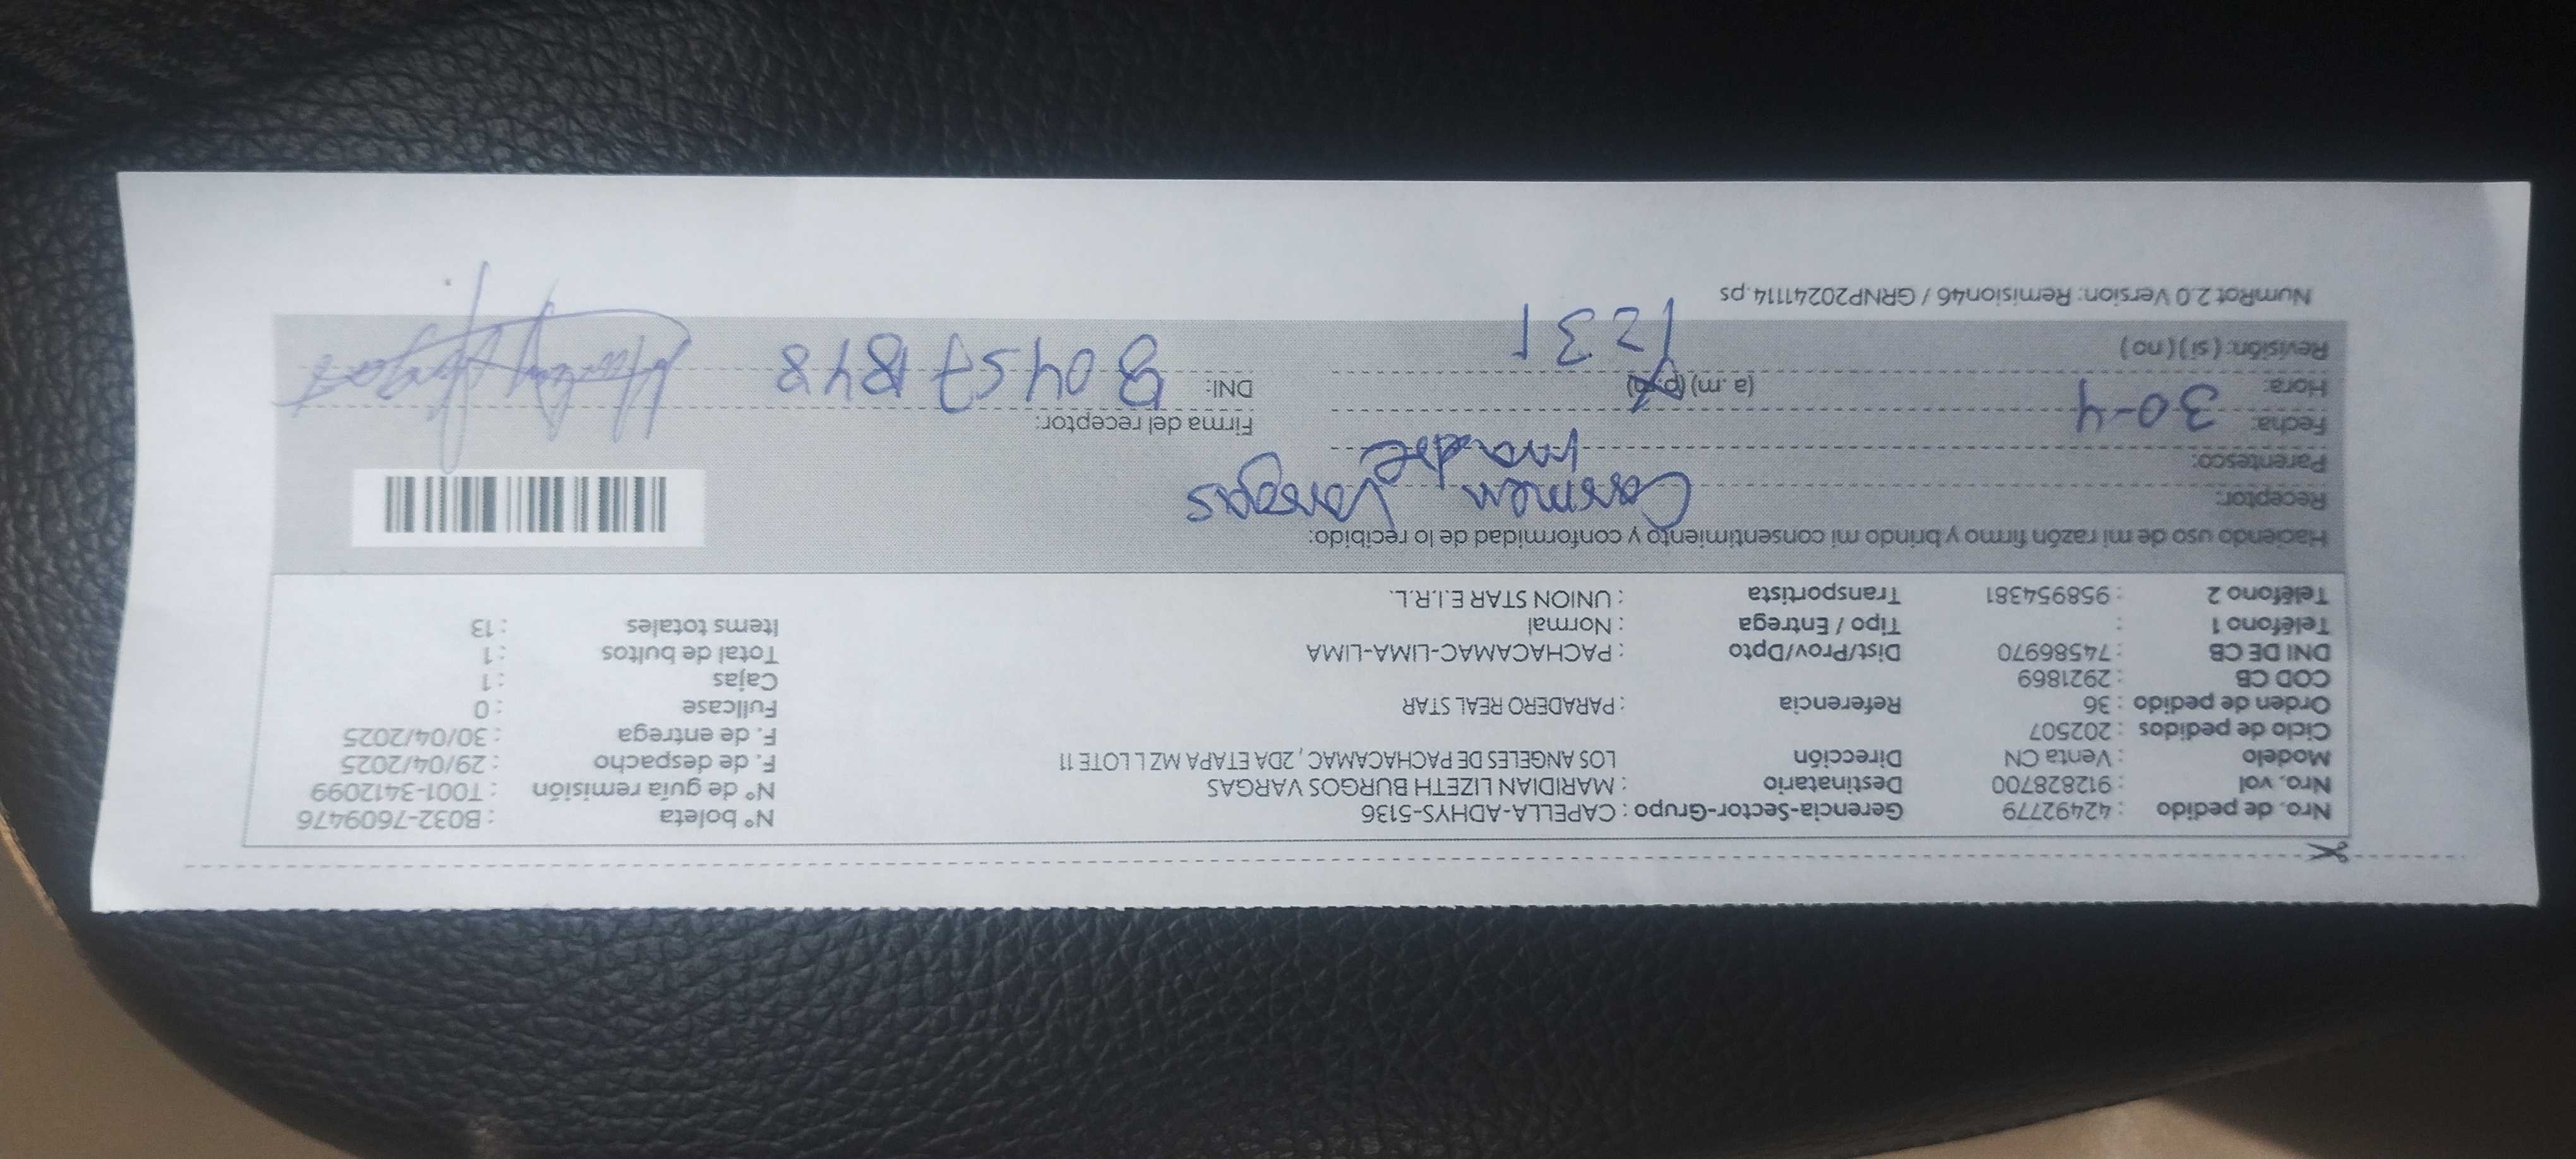 Nro. de pedido : 42492779 Gerencia-Sector-Grupo : CAPELLA-ADHYS-5136 N° boleta : B032-7609476
Nro. vol : 912828700 Destinatario : MARIDIAN LIZETH BURGOS VARGAS N° de guía remisión : T001-3412099
Modelo : Venta CN Dirección LOS ANGELES DE PACHACAMAC, 2DA ETAPA MZ L LOTE 11 F. de despacho : 29/04/2025
Ciclo de pedidos : 202507 F. de entrega : 30/04/2025
Orden de pedido : 36 Referencia : PARADERO REAL STAR Fullcase : 0
COD CB : 2921869 Cajas : 1
DNI DE CB : 74586970 Dist/Prov/Dpto : PACHACAMAC-LIMA-LIMA Total de bultos : 1
Teléfono 1 : Tipo / Entrega : Normal Items totales : 13
Teléfono 2 : 958954381 Transportista : UNION STAR E.I.R.L.
Haciendo uso de mi razón firmo y brindo mi consentimiento y conformidad de lo recibido:
Receptor: Carmen Vargas
Parentesco: madre
Fecha: 30-4 Firma del receptor:
Hora: (a.m) (p.m) DNI: 804571848
Revisión: (si) (no) 1231
NumRot 2.0 Version: Remision46 / GRNP20241114.ps